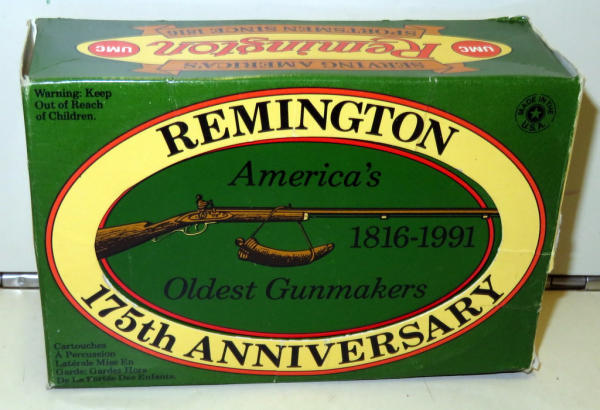 UMC
Remington
UMC
SPORTSMEN SINCE 1816
SERVING AMERICA'S
Warning: Keep
Out of Reach
of Children.
MADE IN THE
U.S.A.
REMINGTON
America's
1816-1991
Oldest Gunmakers
175th ANNIVERSARY
Cartouches
À Percussion
Latérale Mise En
Garde: Gardez Hors
De La Portée Des Enfants.